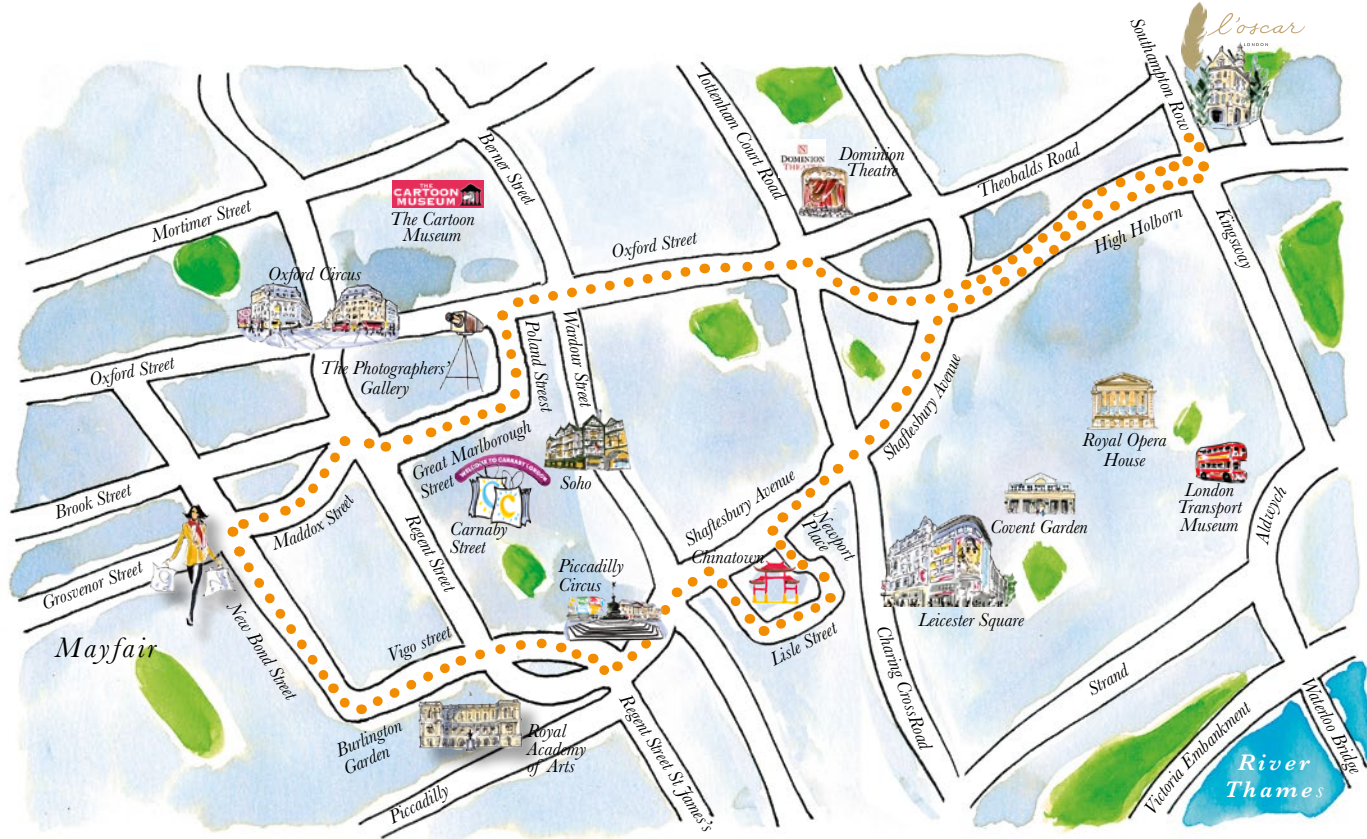 l'oscar
LONDON
Southampton Row
Tottenham Court Road
Berner Street
DOMINION
THEATRE
Dominion
Theatre
Theobalds Road
THE
CARTOON
MUSEUM
The Cartoon
Museum
Mortimer Street
Oxford Street
High Holborn
Kingsway
Oxford Circus
Oxford Street
The Photographers'
Gallery
Poland Streest
Wardour Street
Shaftesbury Avenue
Royal Opera
House
Great Marlborough
Street
WELCOME TO CARNABY LONDON
Soho
Carnaby
Street
London
Transport
Museum
Brook Street
Maddox Street
Regent Street
Shaftesbury Avenue
Newport
Place
Covent Garden
Aldwych
Chinatown
Piccadilly
Circus
Grosvenor Street
Leicester Square
Mayfair
New Bond Street
Vigo street
Lisle Street
Charing CrossRoad
Strand
Burlington
Garden
Royal
Academy
of Arts
Regent Street St.James's
Piccadilly
Victoria Embankment
Waterloo Bridge
River
Thames